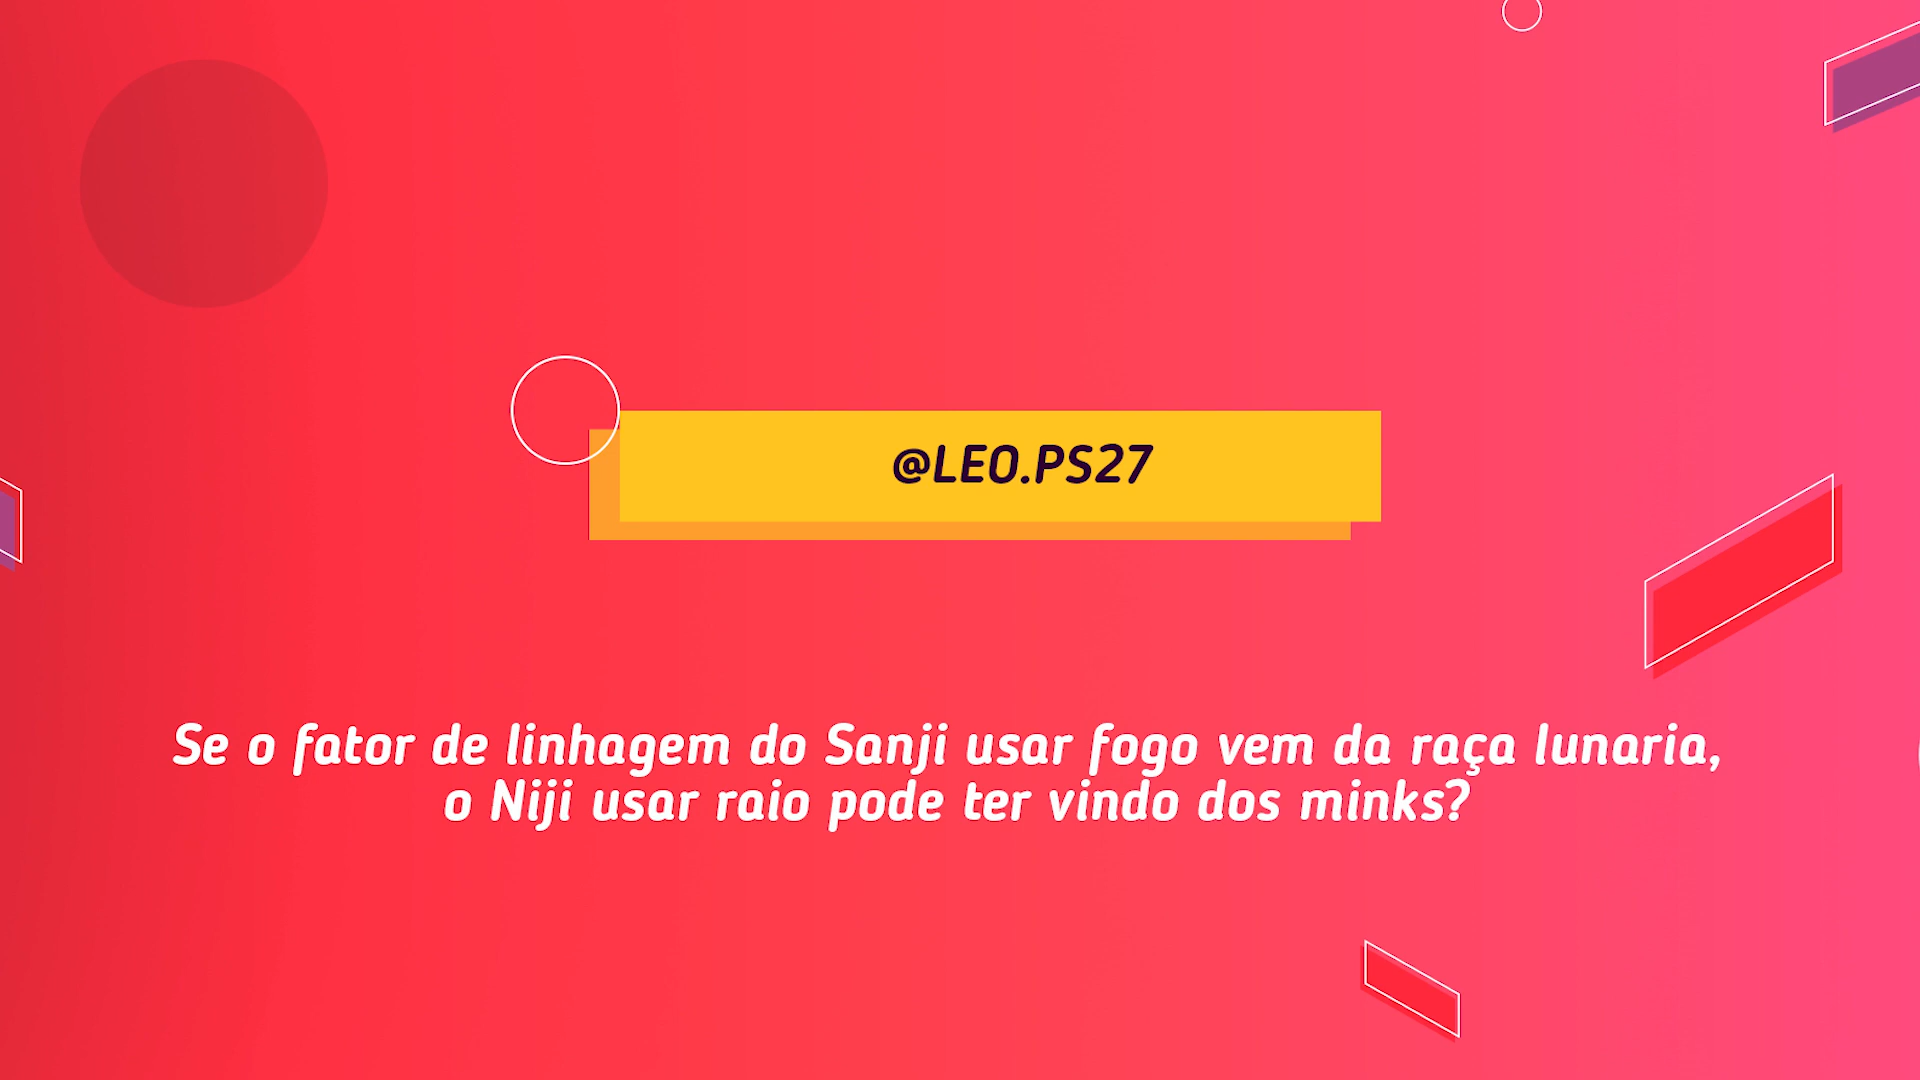 @LEO.PS27
Se o fator de linhagem do Sanji usar fogo vem da raça lunaria,
o Niji usar raio pode ter vindo dos minks?